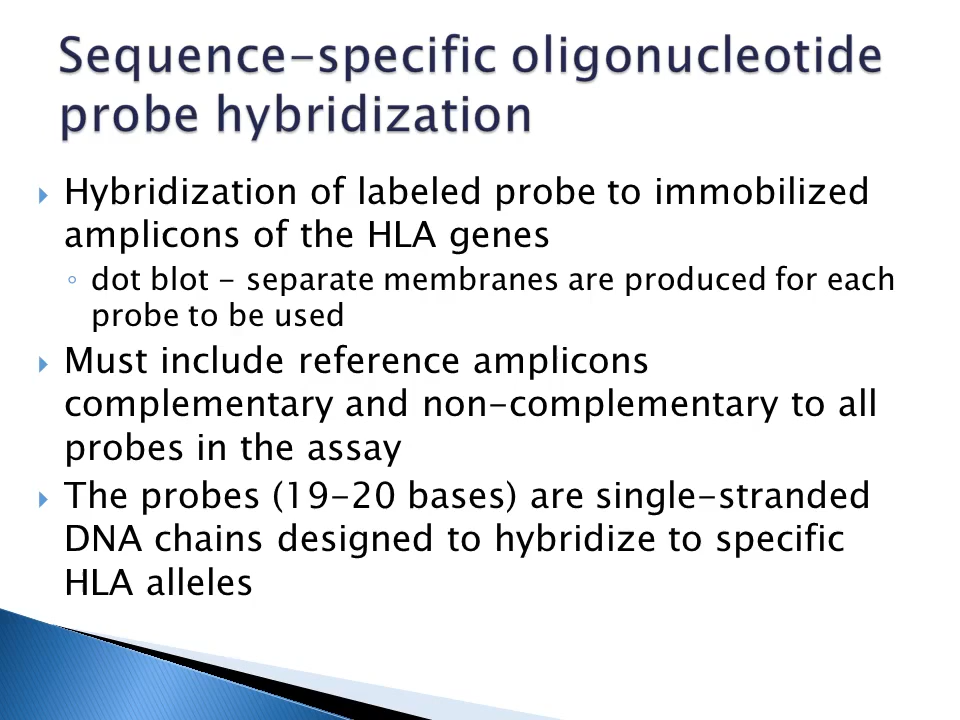 Sequence-specific oligonucleotide
probe hybridization
Hybridization of labeled probe to immobilized
amplicons of the HLA genes
dot blot - separate membranes are produced for each
probe to be used
Must include reference amplicons
complementary and non-complementary to all
probes in the assay
The probes (19-20 bases) are single-stranded
DNA chains designed to hybridize to specific
HLA alleles